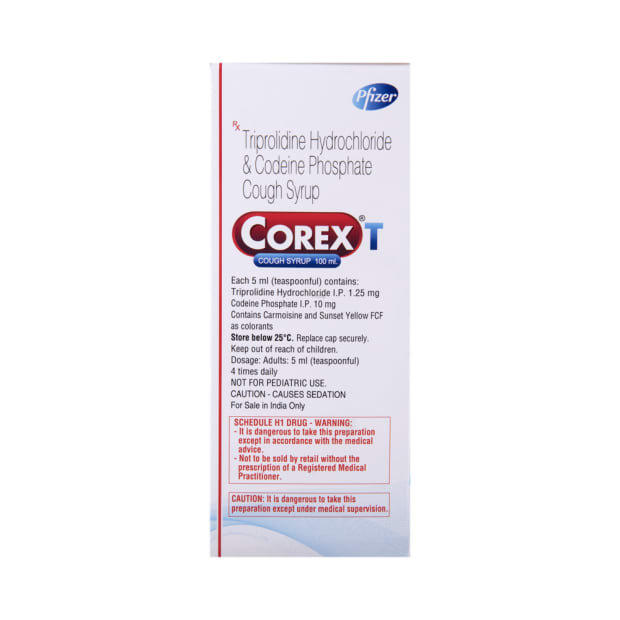 Pfizer
Rx
Triprolidine Hydrochloride
& Codeine Phosphate
Cough Syrup
COREX® T
COUGH SYRUP 100 ml.
Each 5 ml (teaspoonful) contains:
Triprolidine Hydrochloride I.P. 1.25 mg
Codeine Phosphate I.P. 10 mg
Contains Carmoisine and Sunset Yellow FCF
as colorants
Store below 25°C. Replace cap securely.
Keep out of reach of children.
Dosage: Adults: 5 ml (teaspoonful)
4 times daily
NOT FOR PEDIATRIC USE.
CAUTION - CAUSES SEDATION
For Sale in India Only
SCHEDULE H1 DRUG - WARNING:
- It is dangerous to take this preparation
except in accordance with the medical
advice.
- Not to be sold by retail without the
prescription of a Registered Medical
Practitioner.
CAUTION: It is dangerous to take this
preparation except under medical supervision.